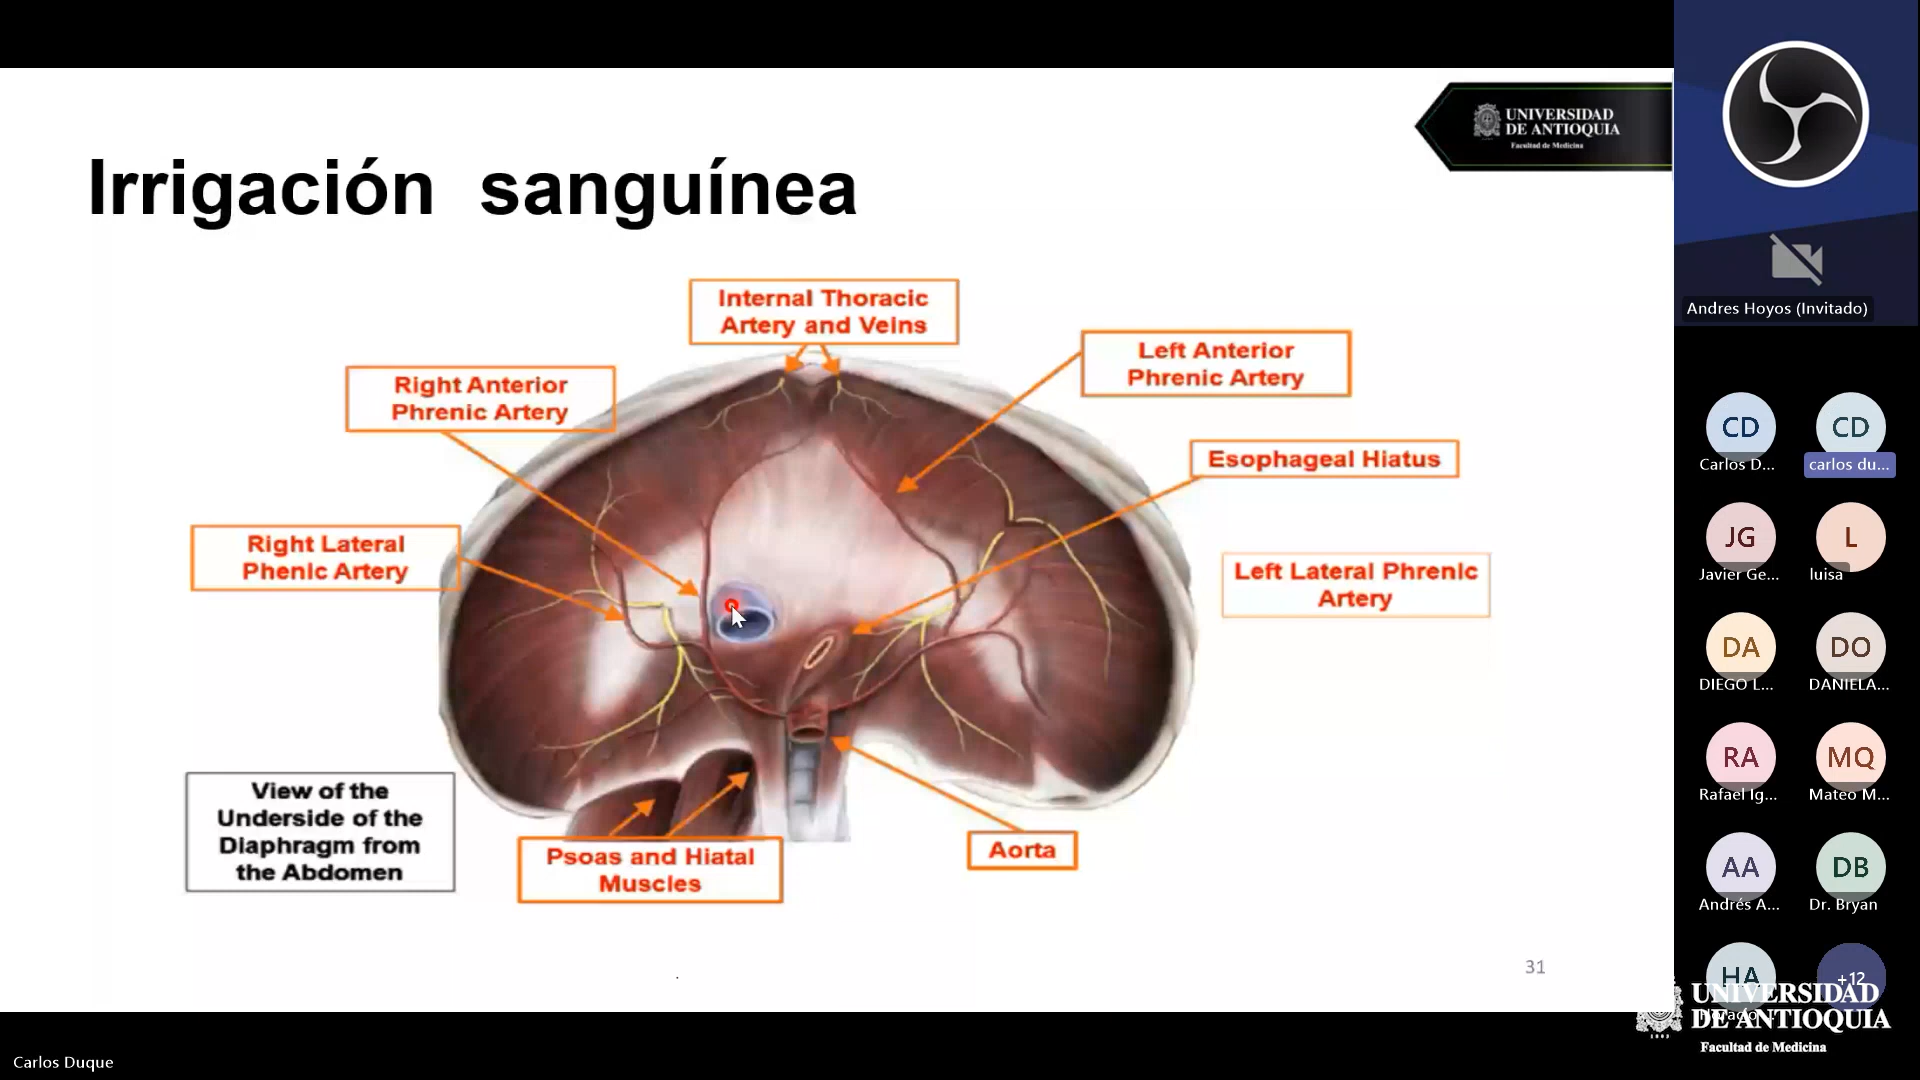 UNIVERSIDAD
DE ANTIOQUIA
Facultad de Medicina
Irrigación sanguínea
Internal Thoracic
Artery and Veins
Left Anterior
Phrenic Artery
Right Anterior
Phrenic Artery
Esophageal Hiatus
Right Lateral
Phenic Artery
Left Lateral Phrenic
Artery
View of the
Underside of the
Diaphragm from
the Abdomen
Psoas and Hiatal
Muscles
Aorta
31
Andres Hoyos (Invitado)
CD
Carlos D...
CD
carlos du...
JG
Javier Ge...
L
luisa
DA
DIEGO L...
DO
DANIELA...
RA
Rafael Ig...
MQ
Mateo M...
AA
Andrés A...
DB
Dr. Bryan
HA
+12
UNIVERSIDAD
DE ANTIOQUIA
Facultad de Medicina
Carlos Duque